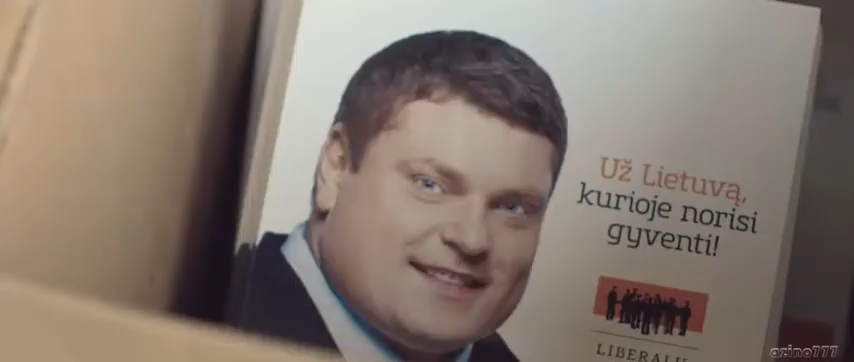 Už Lietuvą,
kurioje norisi
gyventi!
LIBERALŲ
azino777